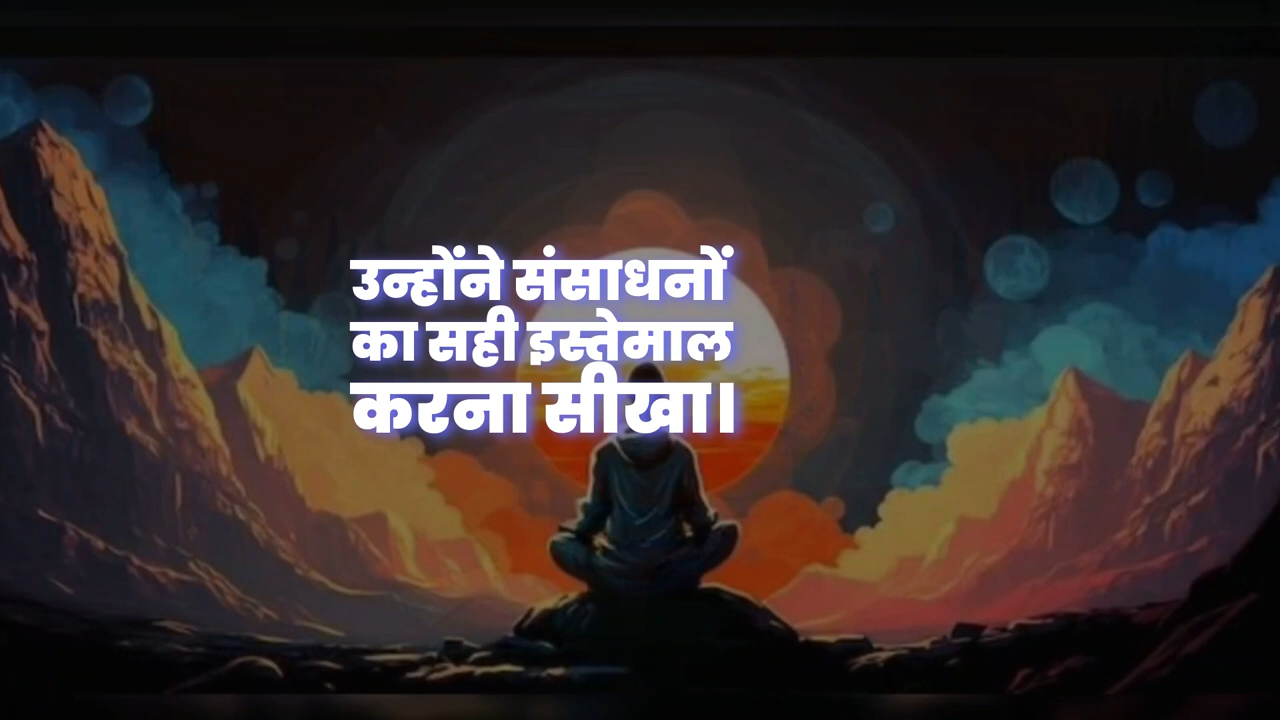 उन्होंने संसाधनों
का सही इस्तेमाल
करना सीखा।